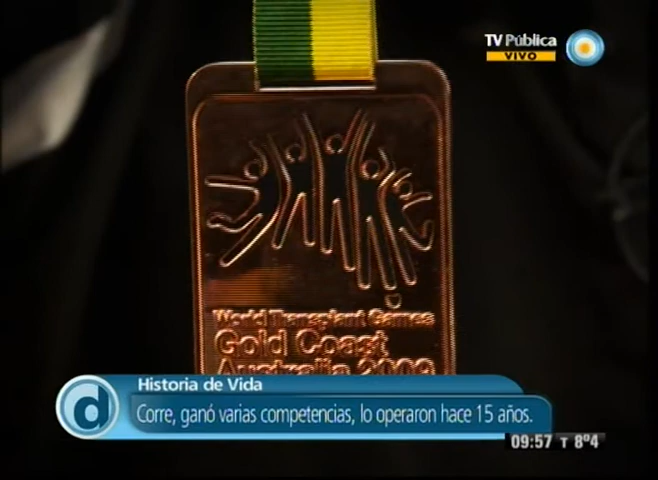 TV Pública
VIVO
World Transplant Games
Gold Coast
Australia 2009
d
Historia de Vida
Corre, ganó varias competencias, lo operaron hace 15 años.
09:57 T 8º4